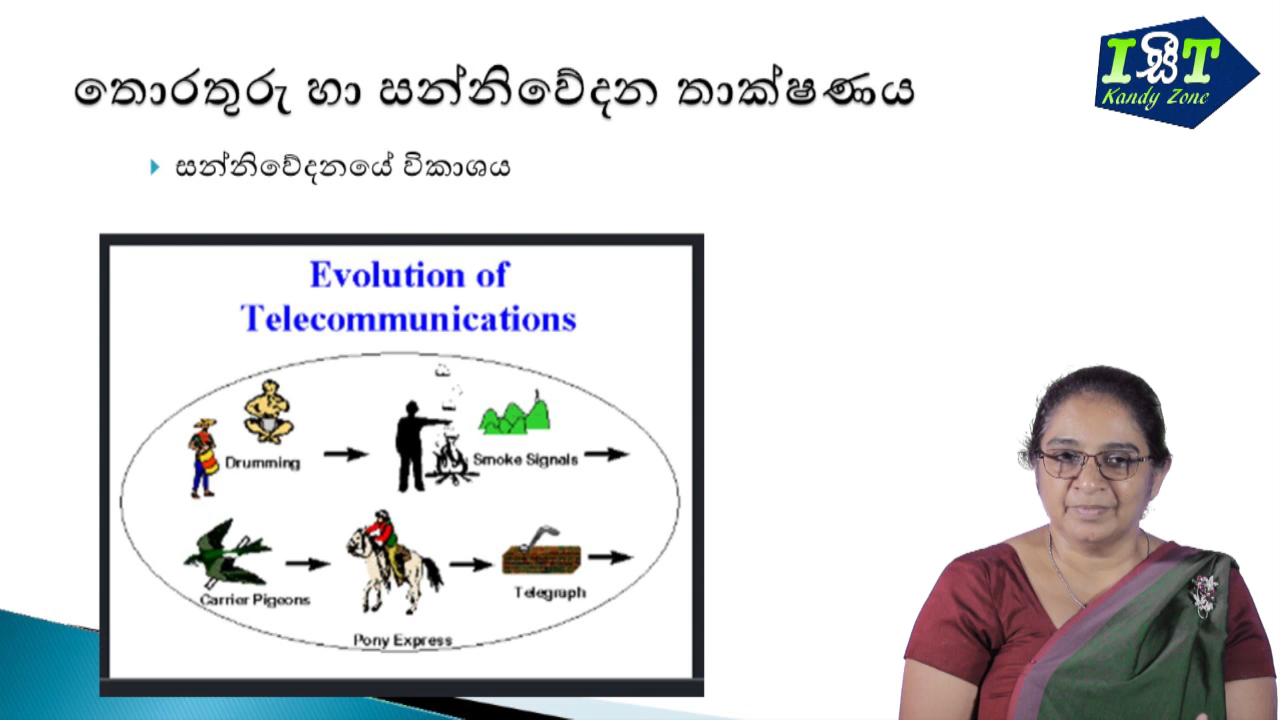 තොරතුරු හා සන්නිවේදන තාක්ෂණය
I සී T
Kandy Zone
සන්නිවේදනයේ විකාශය
Evolution of
Telecommunications
Drumming
Smoke Signals
Carrier Pigeons
Pony Express
Telegraph